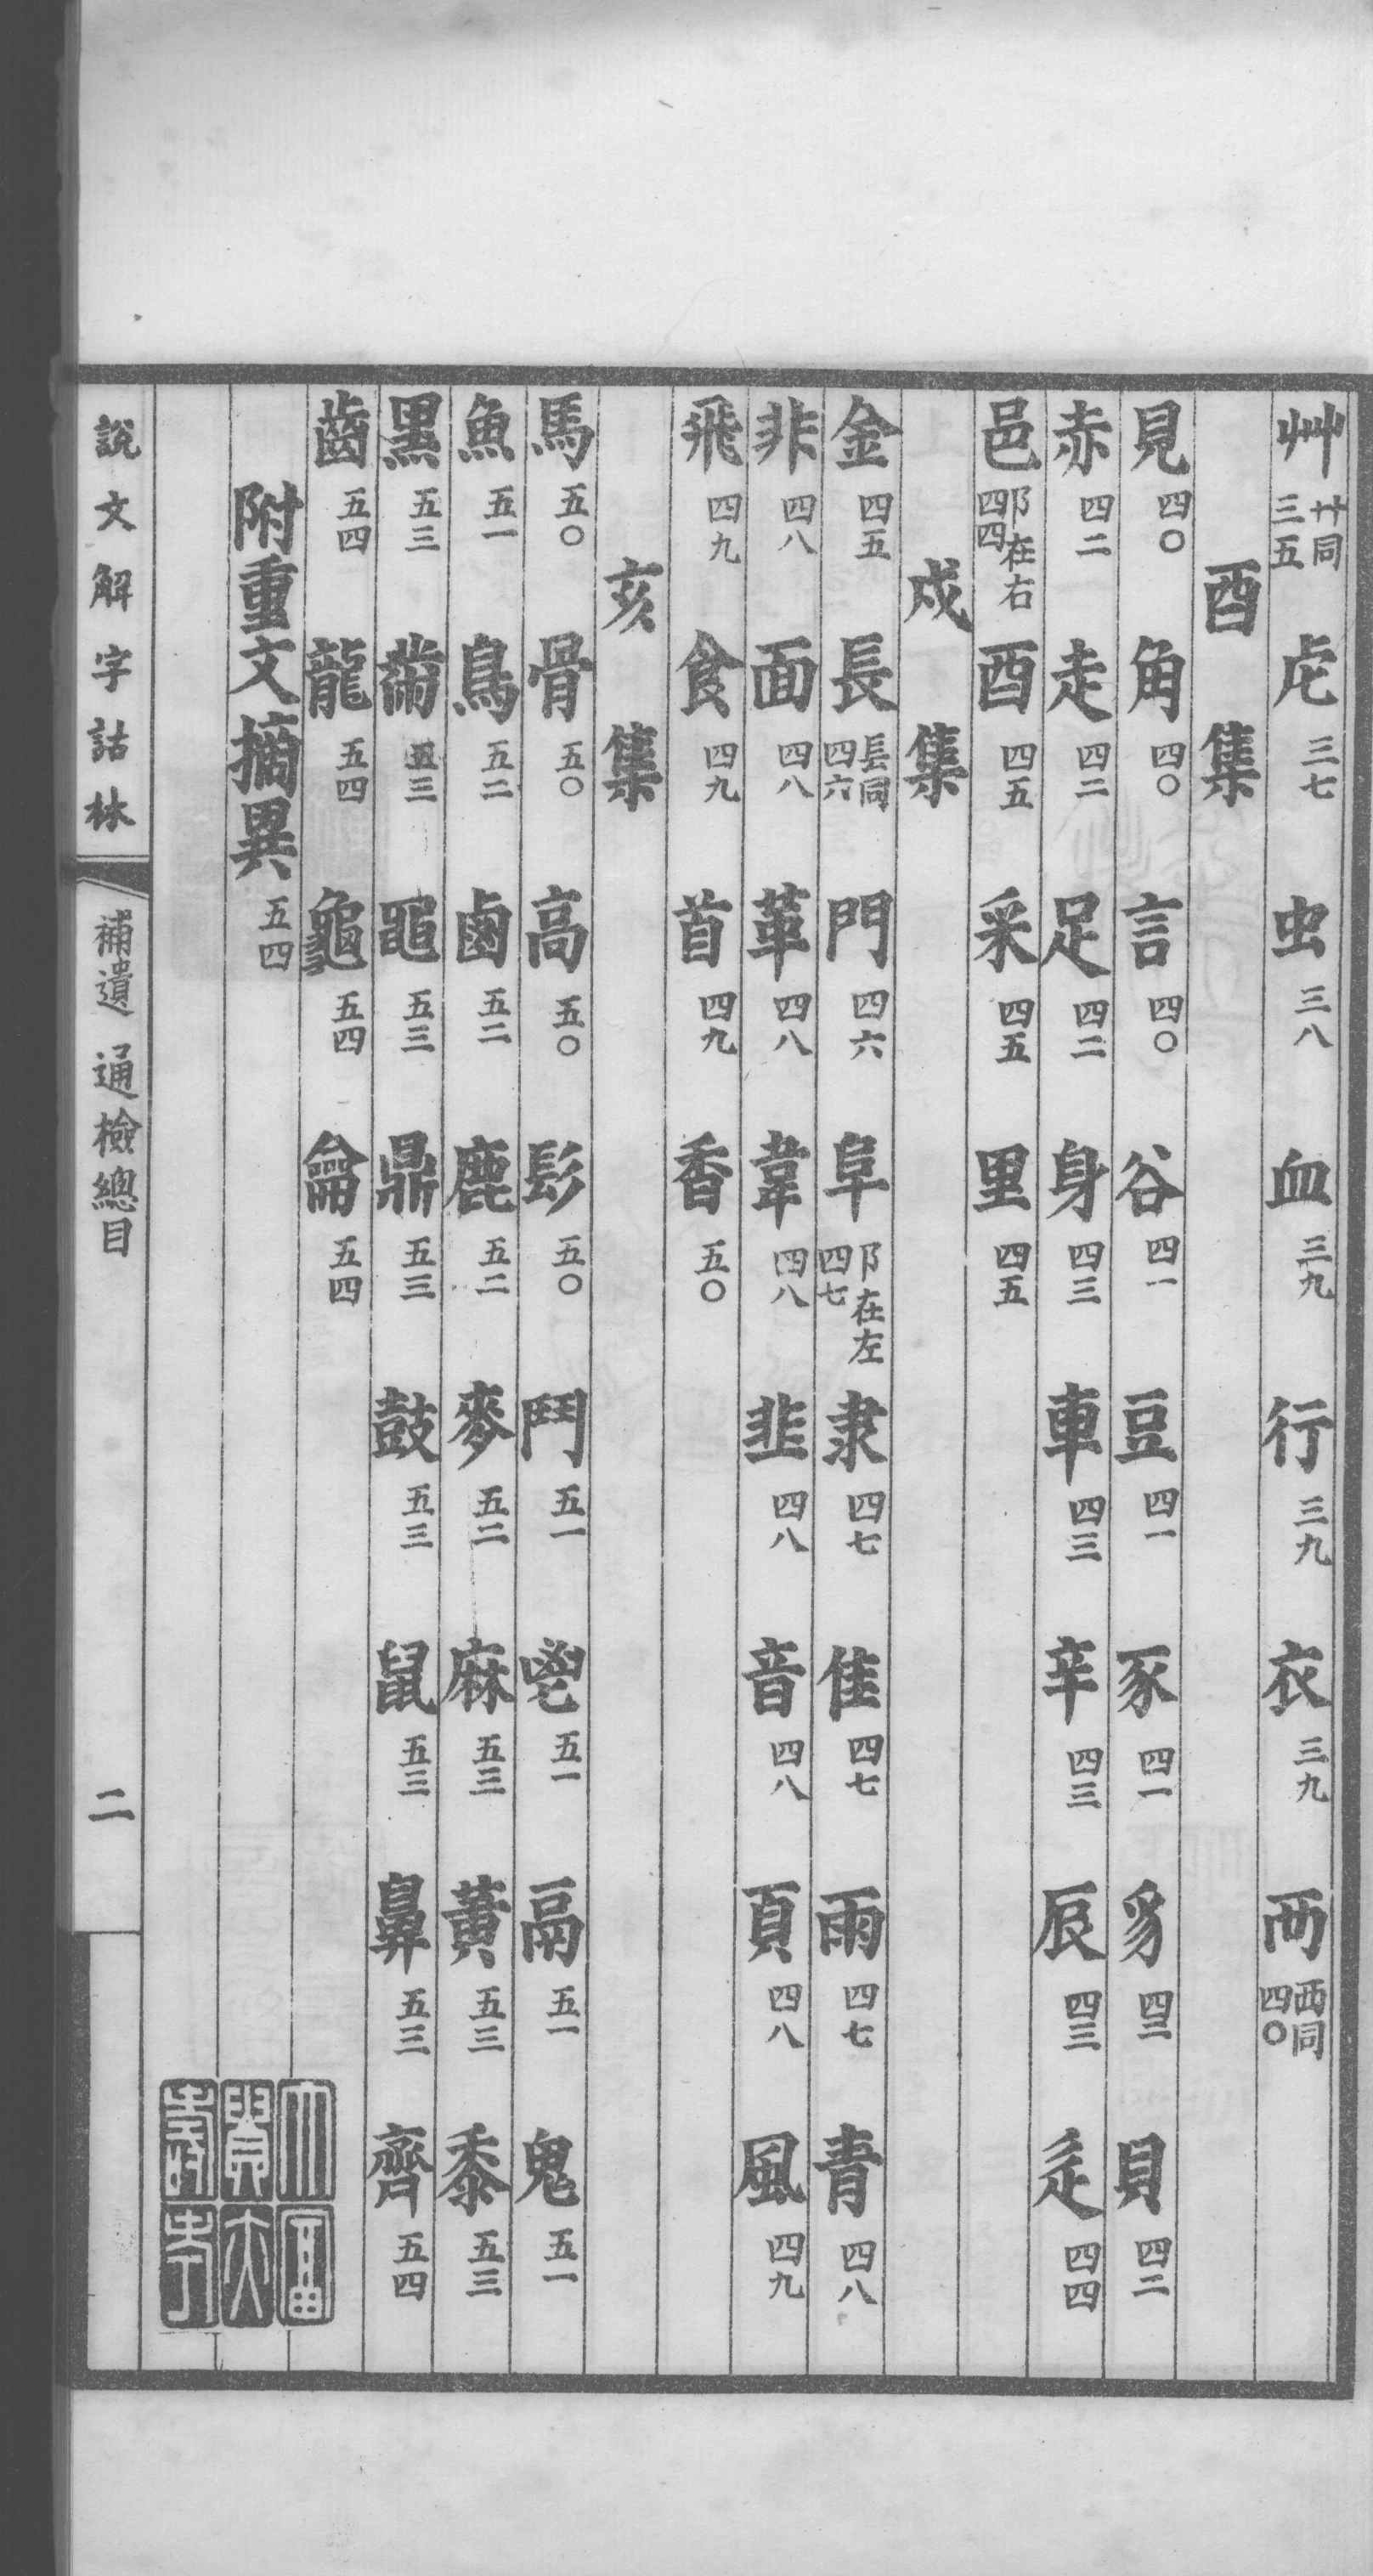 艸艹同三五 虍三七 虫三八 血三九 行三九 衣三九 襾西同四〇
酉集
見四〇 角四〇 言四〇 谷四一 豆四一 豕四一 豸四二 貝四二
赤四二 走四二 足四二 身四三 車四三 辛四三 辰四三 辵四四
邑阝在右四四 酉四五 釆四五 里四五
戌集
金四五 長镸同四六 門四六 阜阝在左四七 隶四七 隹四七 雨四七 青四八
非四八 面四八 革四八 韋四八 韭四八 音四八 頁四八 風四九
飛四九 食四九 首四九 香五〇
亥集
馬五〇 骨五〇 高五〇 髟五〇 鬥五一 鬯五一 鬲五一 鬼五一
魚五一 鳥五二 鹵五二 鹿五二 麥五二 麻五三 黃五三 黍五三
黑五三 黹五三 黽五三 鼎五三 鼓五三 鼠五三 鼻五三 齊五四
齒五四 龍五四 龜五四 龠五四
附重文摘異五四
說文解字詁林 補遺 通檢總目 二